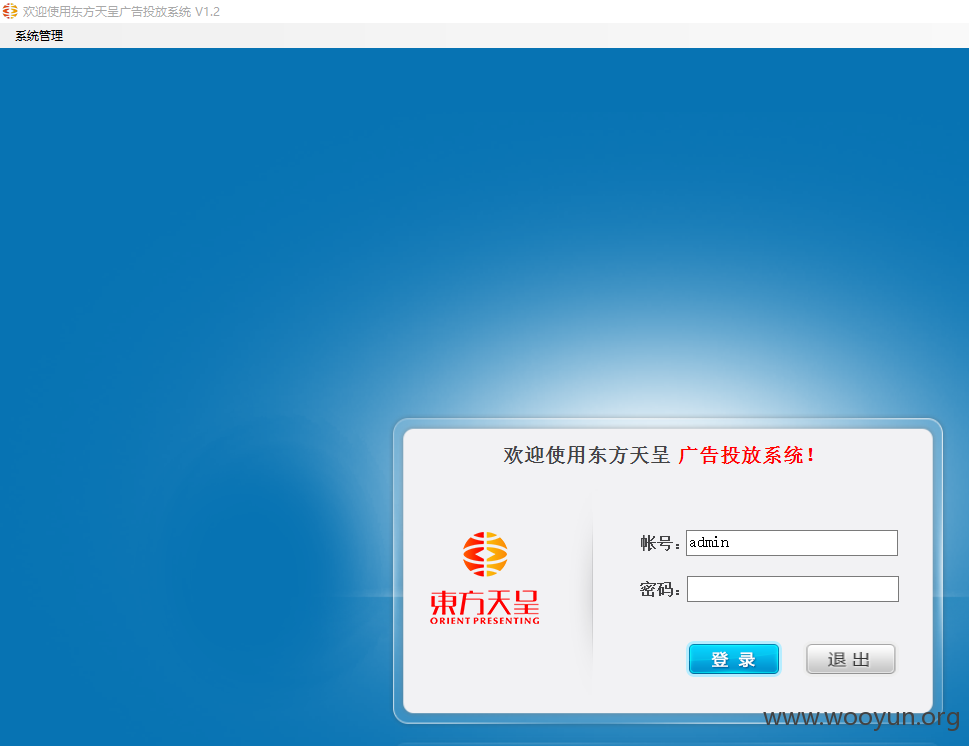 欢迎使用东方天呈广告投放系统 V1.2
系统管理
欢迎使用东方天呈 广告投放系统!
帐号: admin
東方天呈
ORIENT PRESENTING
密码:
登 录 退 出
www.wooyun.org